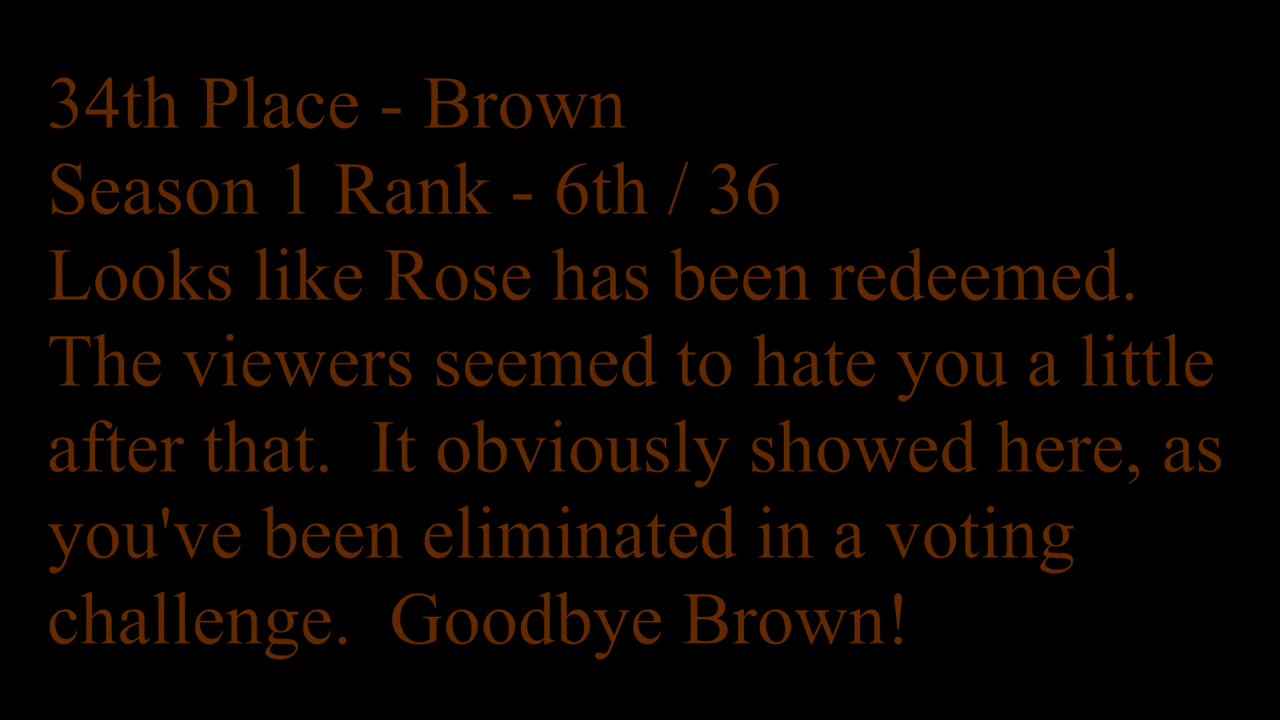 34th Place - Brown
Season 1 Rank - 6th / 36
Looks like Rose has been redeemed.
The viewers seemed to hate you a little
after that.  It obviously showed here, as
you've been eliminated in a voting
challenge.  Goodbye Brown!